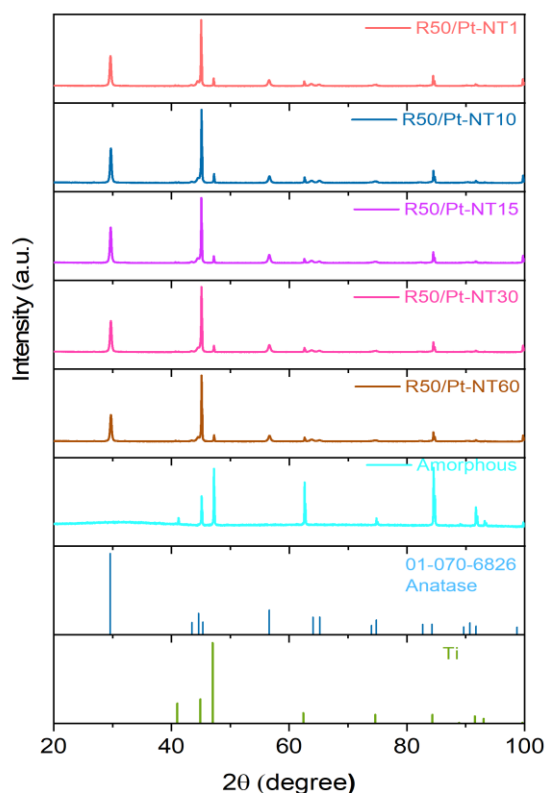 R50/Pt-NT1
R50/Pt-NT10
R50/Pt-NT15
R50/Pt-NT30
R50/Pt-NT60
Amorphous
01-070-6826
Anatase
Ti
Intensity (a.u.)
20 40 60 80 100
2θ (degree)